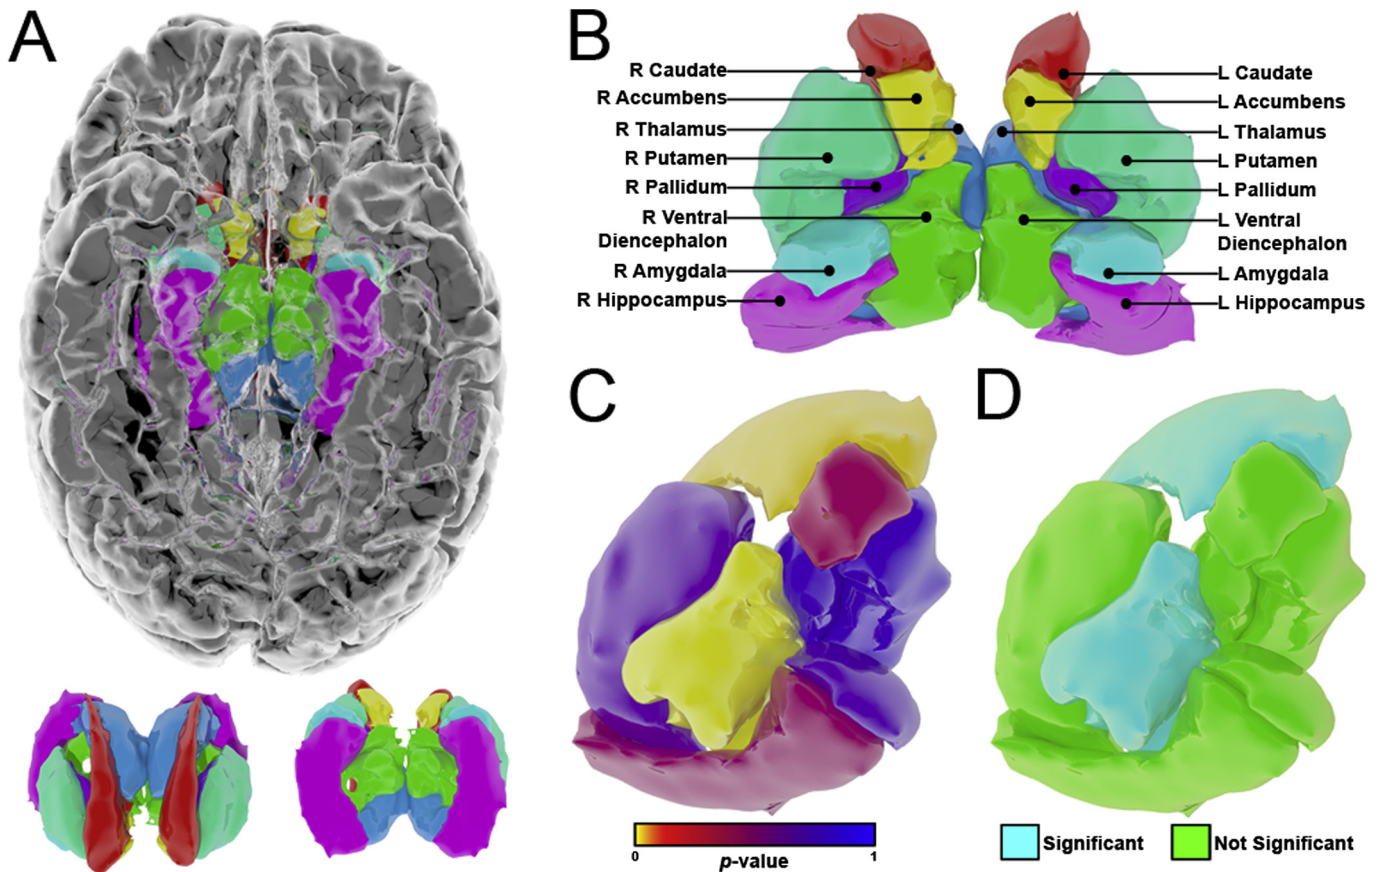 A
B
R Caudate
R Accumbens
R Thalamus
R Putamen
R Pallidum
R Ventral
Diencephalon
R Amygdala
R Hippocampus
L Caudate
L Accumbens
L Thalamus
L Putamen
L Pallidum
L Ventral
Diencephalon
L Amygdala
L Hippocampus
C
0
1
p-value
D
Significant
Not Significant